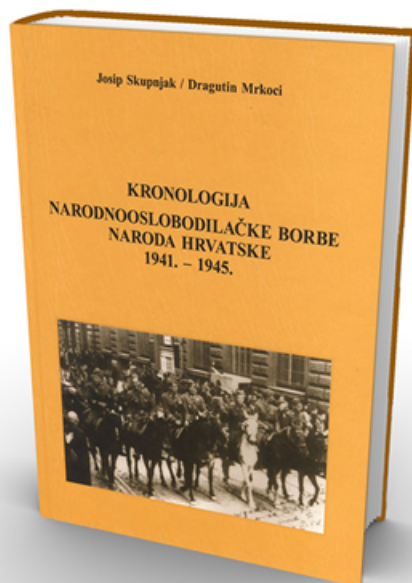 Josip Skupnjak / Dragutin Mrkoci
KRONOLOGIJA
NARODNOOSLOBODILAČKE BORBE
NARODA HRVATSKE
1941. – 1945.